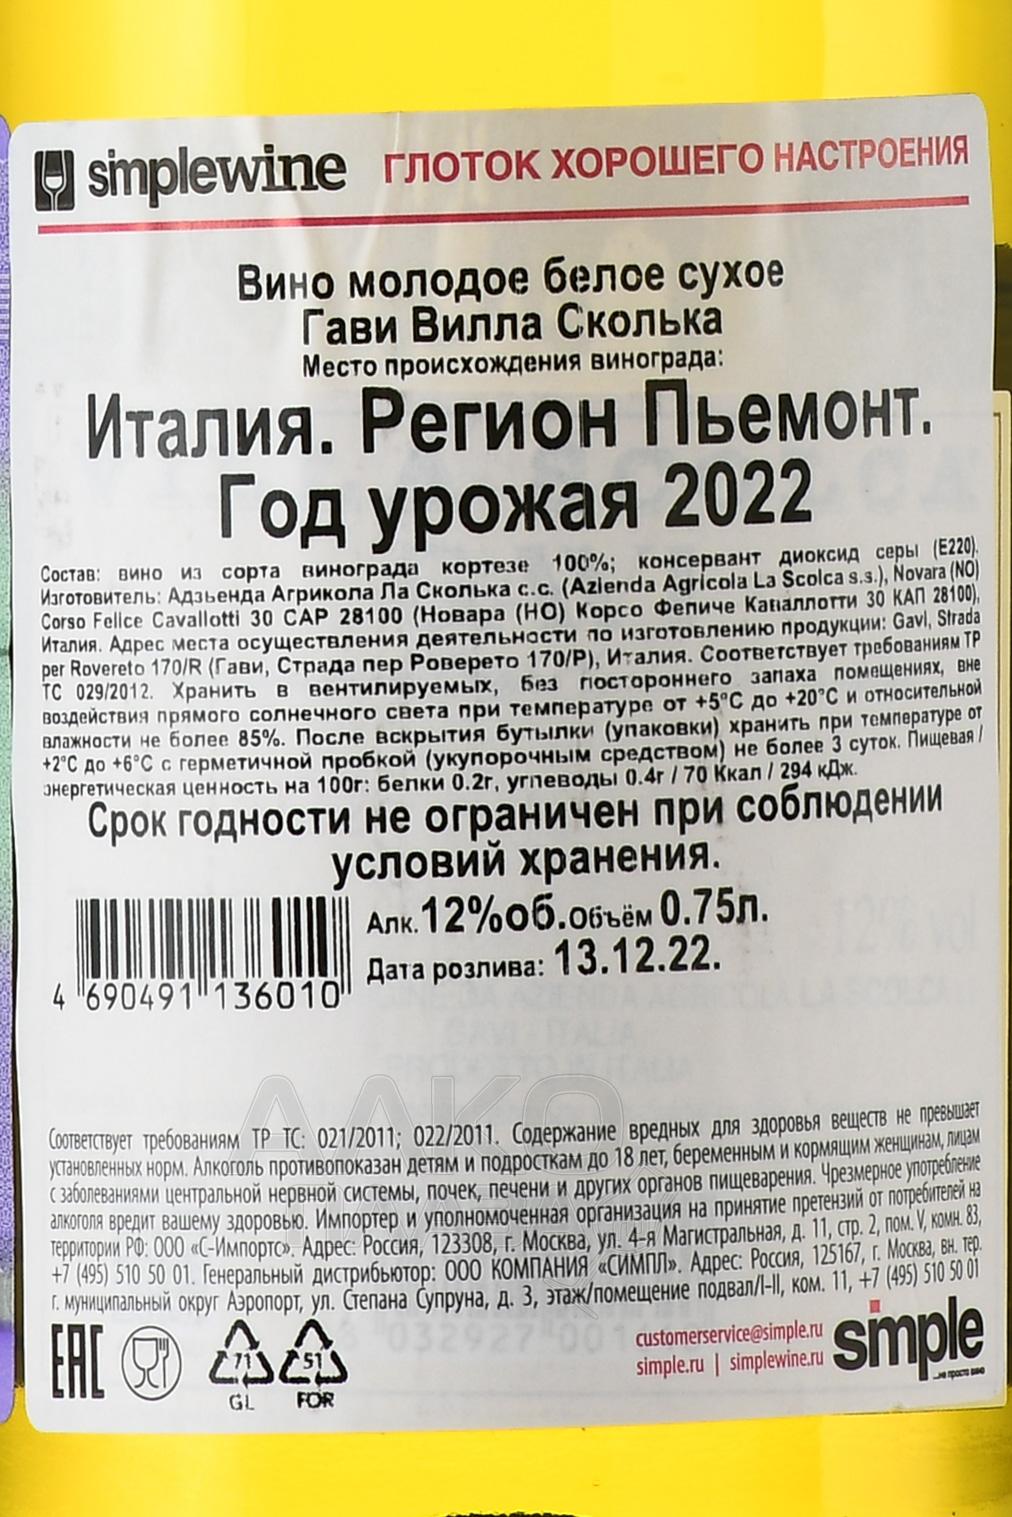 simplewine ГЛОТОК ХОРОШЕГО НАСТРОЕНИЯ
Вино молодое белое сухое
Гави Вилла Сколька
Место происхождения винограда:
Италия. Регион Пьемонт.
Год урожая 2022
Состав: вино из сорта винограда кортезе 100%; консервант диоксид серы (E220).
Изготовитель: Адзьенда Агрикола Ла Сколька с.с. (Azienda Agricola La Scolca s.s.), Novara (NO)
Corso Felice Cavallotti 30 CAP 28100 (Новара (НО) Корсо Феличе Каваллотти 30 КАП 28100),
Италия. Адрес места осуществления деятельности по изготовлению продукции: Gavi, Strada
per Rovereto 170/R (Гави, Страда пер Роверето 170/Р), Италия. Соответствует требованиям ТР
ТС 029/2012. Хранить в вентилируемых, без постороннего запаха помещениях, вне
воздействия прямого солнечного света при температуре от +5°C до +20°C и относительной
влажности не более 85%. После вскрытия бутылки (упаковки) хранить при температуре от
+2°C до +6°C с герметичной пробкой (укупорочным средством) не более 3 суток. Пищевая /
энергетическая ценность на 100г: белки 0.2г, углеводы 0.4г / 70 Ккал / 294 кДж.
Срок годности не ограничен при соблюдении
условий хранения.
Алк. 12%об. Объём 0.75л.
Дата розлива: 13.12.22.
4 690491 136010
Соответствует требованиям ТР ТС: 021/2011; 022/2011. Содержание вредных для здоровья веществ не превышает
установленных норм. Алкоголь противопоказан детям и подросткам до 18 лет, беременным и кормящим женщинам, лицам
с заболеваниями центральной нервной системы, почек, печени и других органов пищеварения. Чрезмерное употребление
алкоголя вредит вашему здоровью. Импортер и уполномоченная организация на принятие претензий от потребителей на
территории РФ: ООО «С-Импортс». Адрес: Россия, 123308, г. Москва, ул. 4-я Магистральная, д. 11, стр. 2, пом. V, комн. 83,
+7 (495) 510 50 01. Генеральный дистрибьютор: ООО КОМПАНИЯ «СИМПЛ». Адрес: Россия, 125167, г. Москва, вн. тер.
г. муниципальный округ Аэропорт, ул. Степана Супруна, д. 3, этаж/помещение подвал/I-II, ком. 11, +7 (495) 510 50 01
EAC
71
GL
51
FOR
customerservice@simple.ru
simple.ru | simplewine.ru
simple
...не просто вино